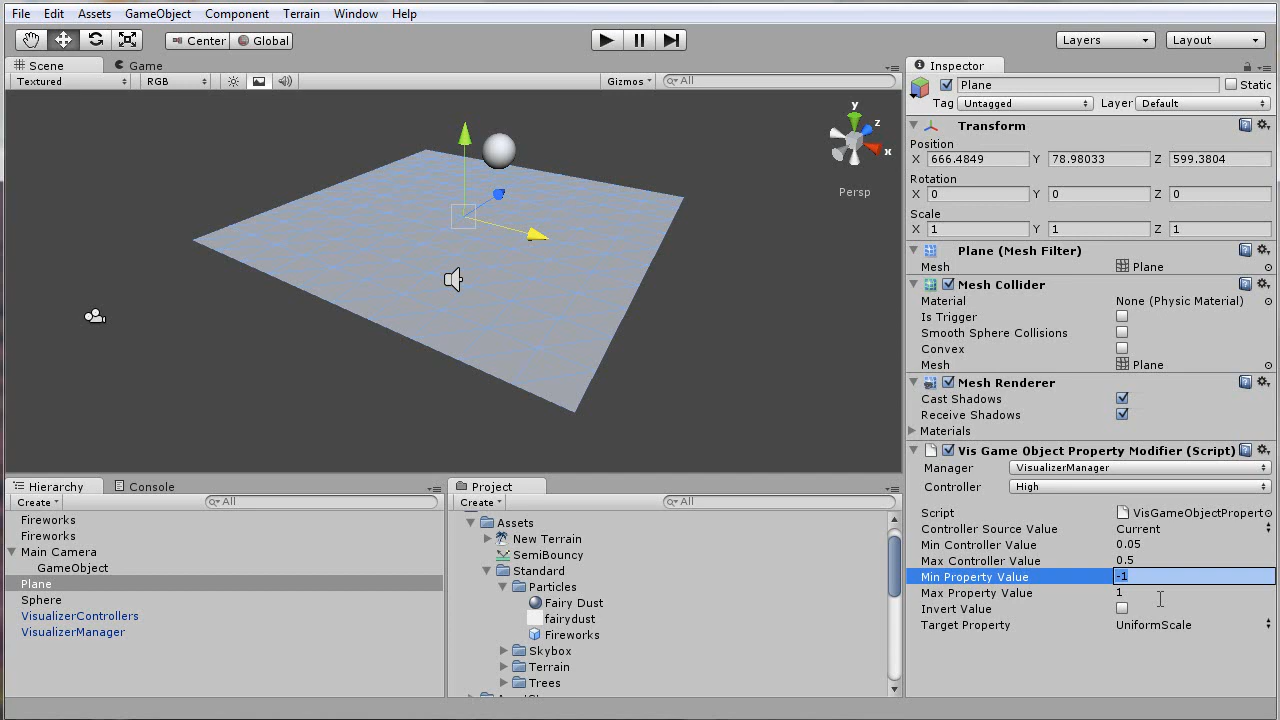 File Edit Assets GameObject Component Terrain Window Help
Center Global Layers Layout
Scene Game
Textured RGB Gizmos All
y
z
x
Persp
Inspector
Plane Static
Tag Untagged Layer Default
Transform
Position
X 666.4849 Y 78.98033 Z 599.3804
Rotation
X 0 Y 0 Z 0
Scale
X 1 Y 1 Z 1
Plane (Mesh Filter)
Mesh Plane
Mesh Collider
Material None (Physic Material)
Is Trigger
Smooth Sphere Collisions
Convex
Mesh Plane
Mesh Renderer
Cast Shadows
Receive Shadows
Materials
Vis Game Object Property Modifier (Script)
Manager VisualizerManager
Controller High
Script VisGameObjectPropert
Controller Source Value Current
Min Controller Value 0.05
Max Controller Value 0.5
Min Property Value -1
Max Property Value 1
Invert Value
Target Property UniformScale
Hierarchy Console
Create All
Fireworks
Fireworks
Main Camera
GameObject
Plane
Sphere
VisualizerControllers
VisualizerManager
Project
Create All
Assets
New Terrain
SemiBouncy
Standard
Particles
Fairy Dust
fairydust
Fireworks
Skybox
Terrain
Trees